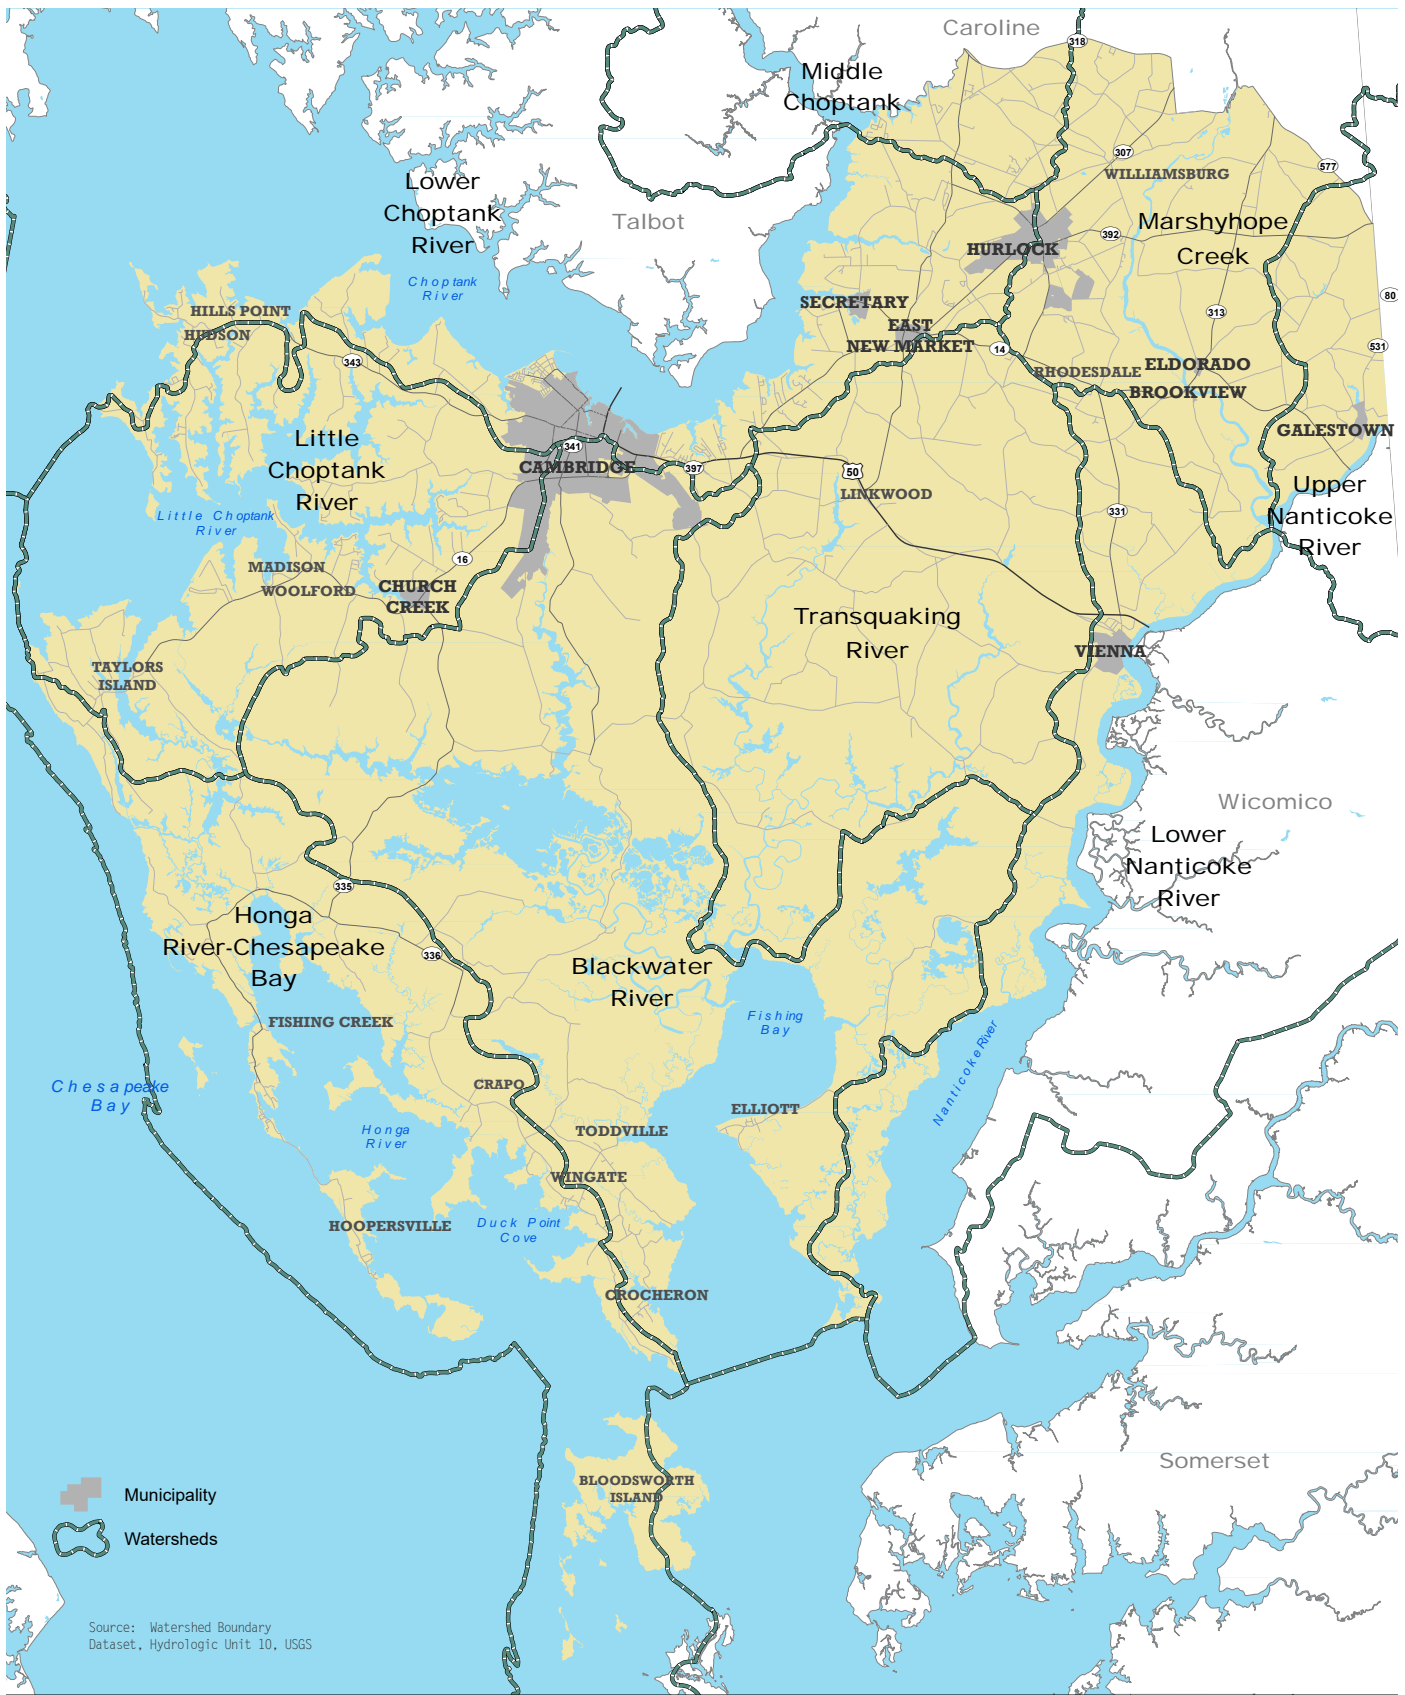 Caroline
318
Middle
Choptank
307
577
WILLIAMSBURG
Lower
Choptank
River
Talbot
Marshyhope
Creek
392
HURLOCK
Choptank
River
80
SECRETARY
HILLS POINT
HUDSON
313
EAST
NEW MARKET
14
531
343
RHODESDALE
ELDORADO
BROOKVIEW
GALESTOWN
Little
Choptank
River
341
CAMBRIDGE
397
50
LINKWOOD
Upper
Nanticoke
River
331
Little Choptank
River
16
MADISON
WOOLFORD
CHURCH
CREEK
Transquaking
River
VIENNA
TAYLORS
ISLAND
Wicomico
Lower
Nanticoke
River
335
Honga
River-Chesapeake
Bay
336
Blackwater
River
Fishing
Bay
FISHING CREEK
Nanticoke River
Chesapeake
Bay
CRAPO
ELLIOTT
Honga
River
TODDVILLE
WINGATE
HOOPERSVILLE
Duck Point
Cove
CROCHERON
Somerset
BLOODSWORTH
ISLAND
Municipality
Watersheds
Source: Watershed Boundary
Dataset, Hydrologic Unit 10, USGS